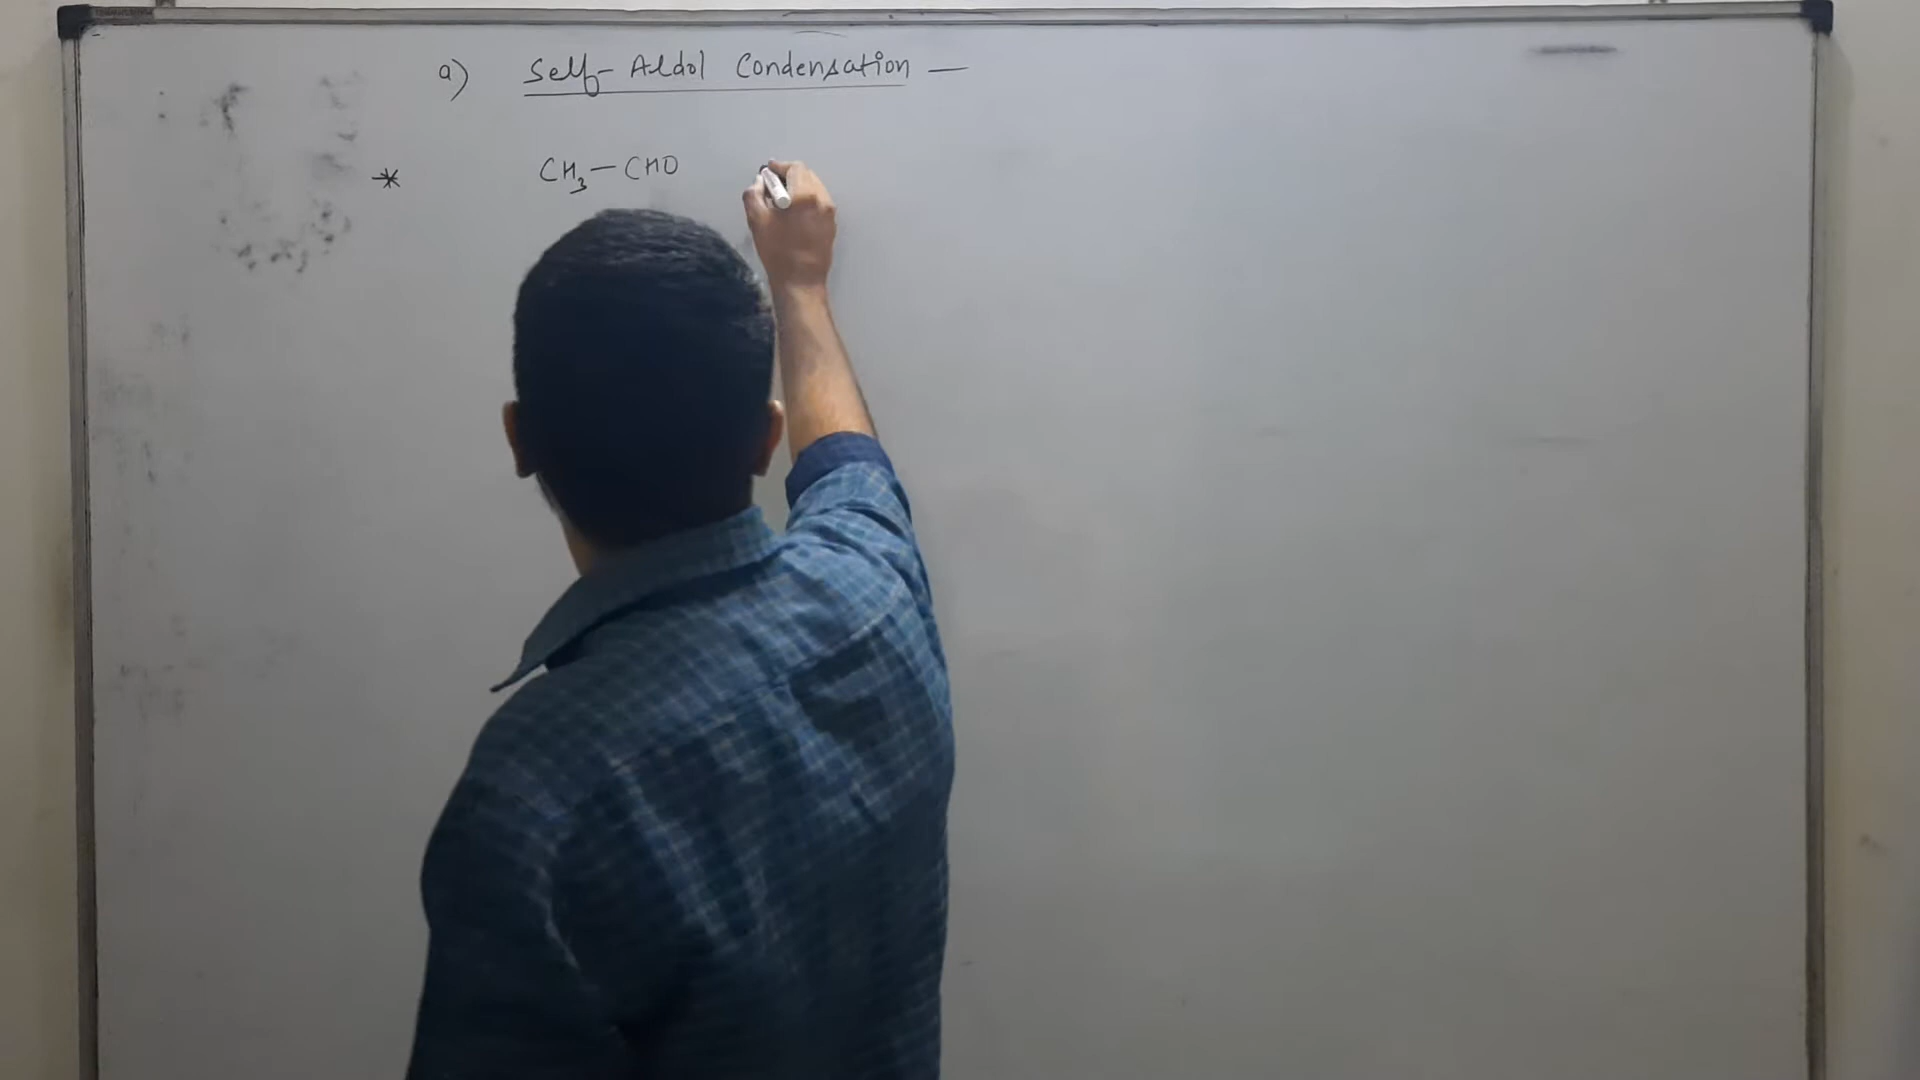 a) Self-Aldol Condensation —
* CH₃—CHO